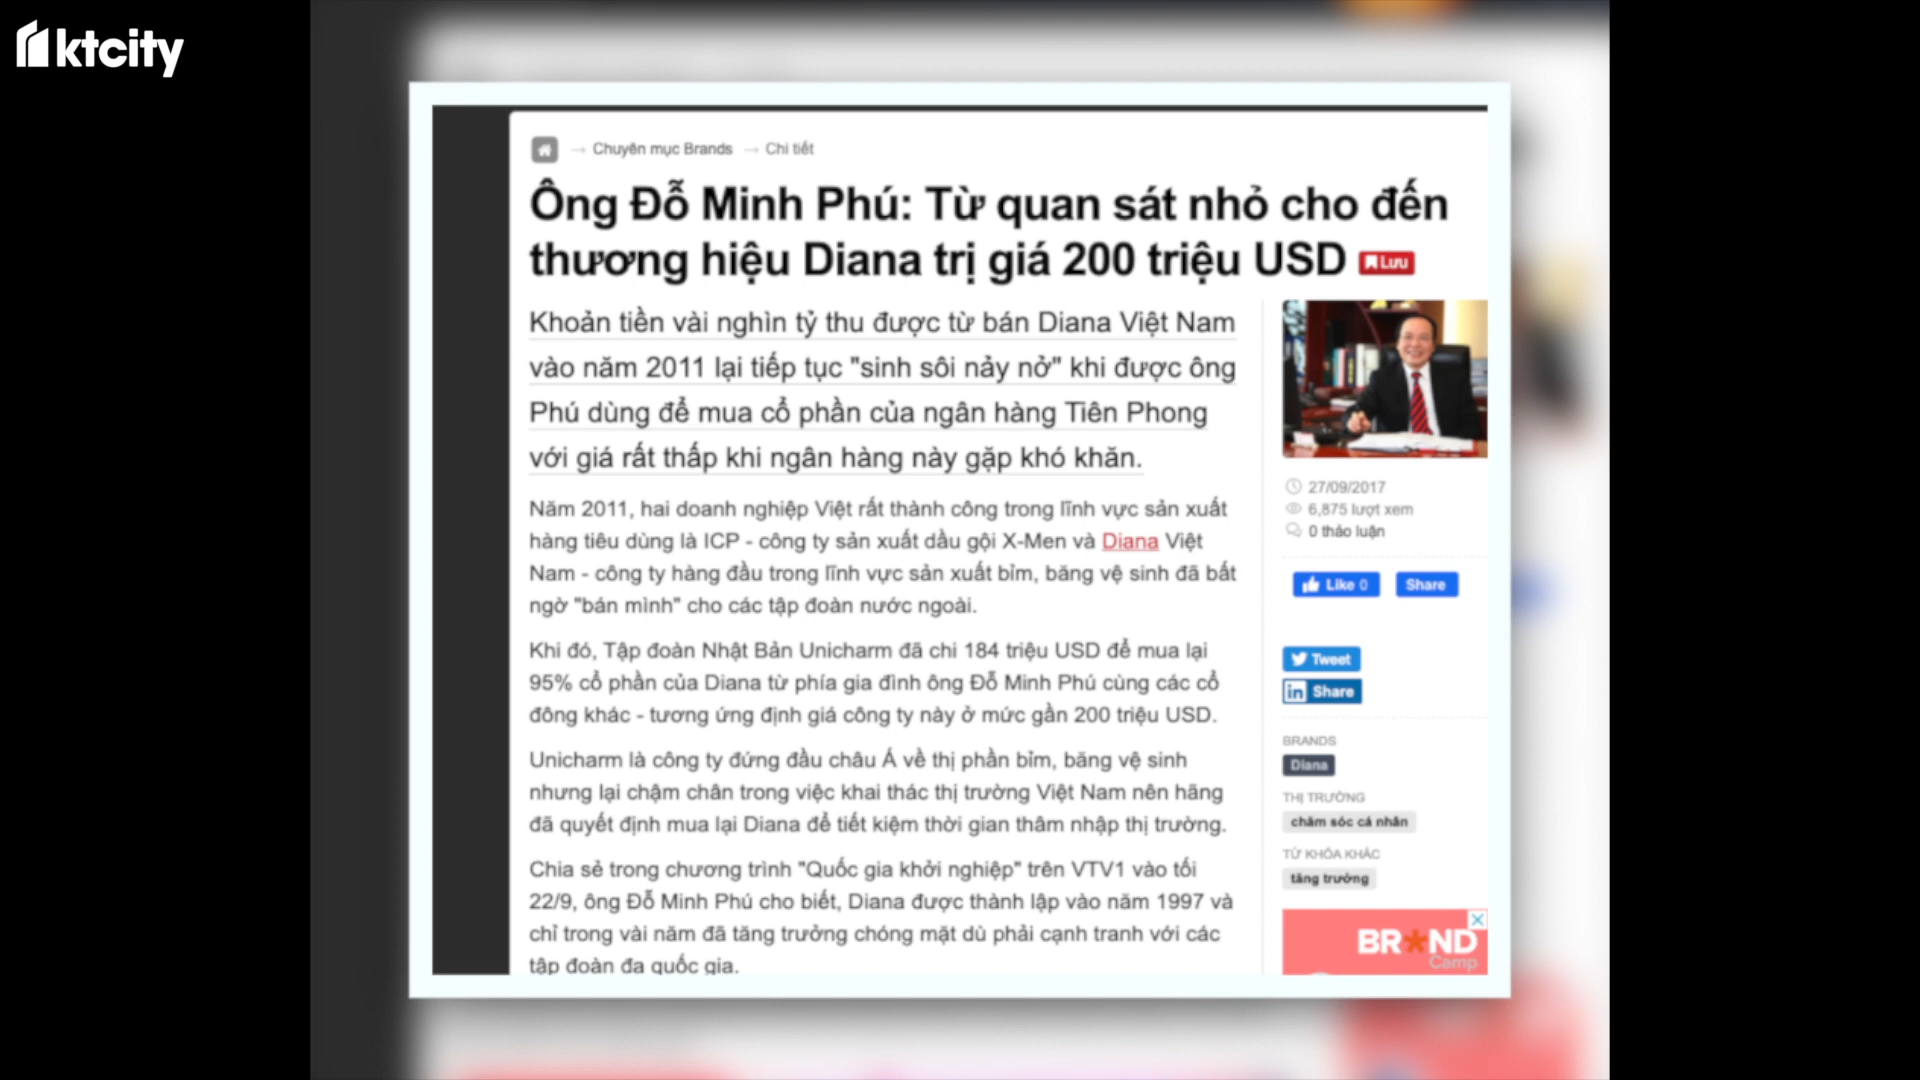 ktcity
Chuyên mục Brands → Chi tiết
Ông Đỗ Minh Phú: Từ quan sát nhỏ cho đến
thương hiệu Diana trị giá 200 triệu USD Lưu
Khoản tiền vài nghìn tỷ thu được từ bán Diana Việt Nam
vào năm 2011 lại tiếp tục "sinh sôi nảy nở" khi được ông
Phú dùng để mua cổ phần của ngân hàng Tiên Phong
với giá rất thấp khi ngân hàng này gặp khó khăn.
Năm 2011, hai doanh nghiệp Việt rất thành công trong lĩnh vực sản xuất
hàng tiêu dùng là ICP - công ty sản xuất dầu gội X-Men và Diana Việt
Nam - công ty hàng đầu trong lĩnh vực sản xuất bỉm, băng vệ sinh đã bất
ngờ "bán mình" cho các tập đoàn nước ngoài.
Khi đó, Tập đoàn Nhật Bản Unicharm đã chi 184 triệu USD để mua lại
95% cổ phần của Diana từ phía gia đình ông Đỗ Minh Phú cùng các cổ
đông khác - tương ứng định giá công ty này ở mức gần 200 triệu USD.
Unicharm là công ty đứng đầu châu Á về thị phần bỉm, băng vệ sinh
nhưng lại chậm chân trong việc khai thác thị trường Việt Nam nên hãng
đã quyết định mua lại Diana để tiết kiệm thời gian thâm nhập thị trường.
Chia sẻ trong chương trình "Quốc gia khởi nghiệp" trên VTV1 vào tối
22/9, ông Đỗ Minh Phú cho biết, Diana được thành lập vào năm 1997 và
chỉ trong vài năm đã tăng trưởng chóng mặt dù phải cạnh tranh với các
tập đoàn đa quốc gia.
27/09/2017
6,875 lượt xem
0 thảo luận
Like 0 Share
Tweet
in Share
BRANDS
Diana
THỊ TRƯỜNG
chăm sóc cá nhân
TỪ KHÓA KHÁC
tăng trưởng
BRAND
Camp